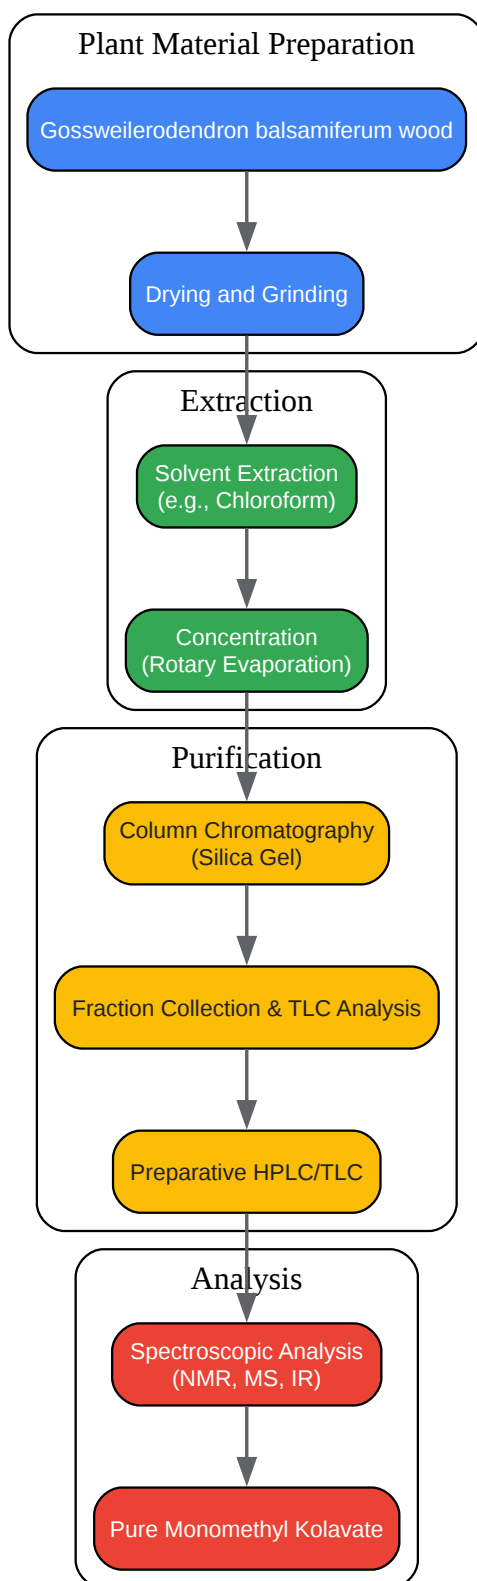 Plant Material Preparation
Gossweilerodendron balsamiferum wood
Drying and Grinding
Extraction
Solvent Extraction
(e.g., Chloroform)
Concentration
(Rotary Evaporation)
Purification
Column Chromatography
(Silica Gel)
Fraction Collection & TLC Analysis
Preparative HPLC/TLC
Analysis
Spectroscopic Analysis
(NMR, MS, IR)
Pure Monomethyl Kolavate